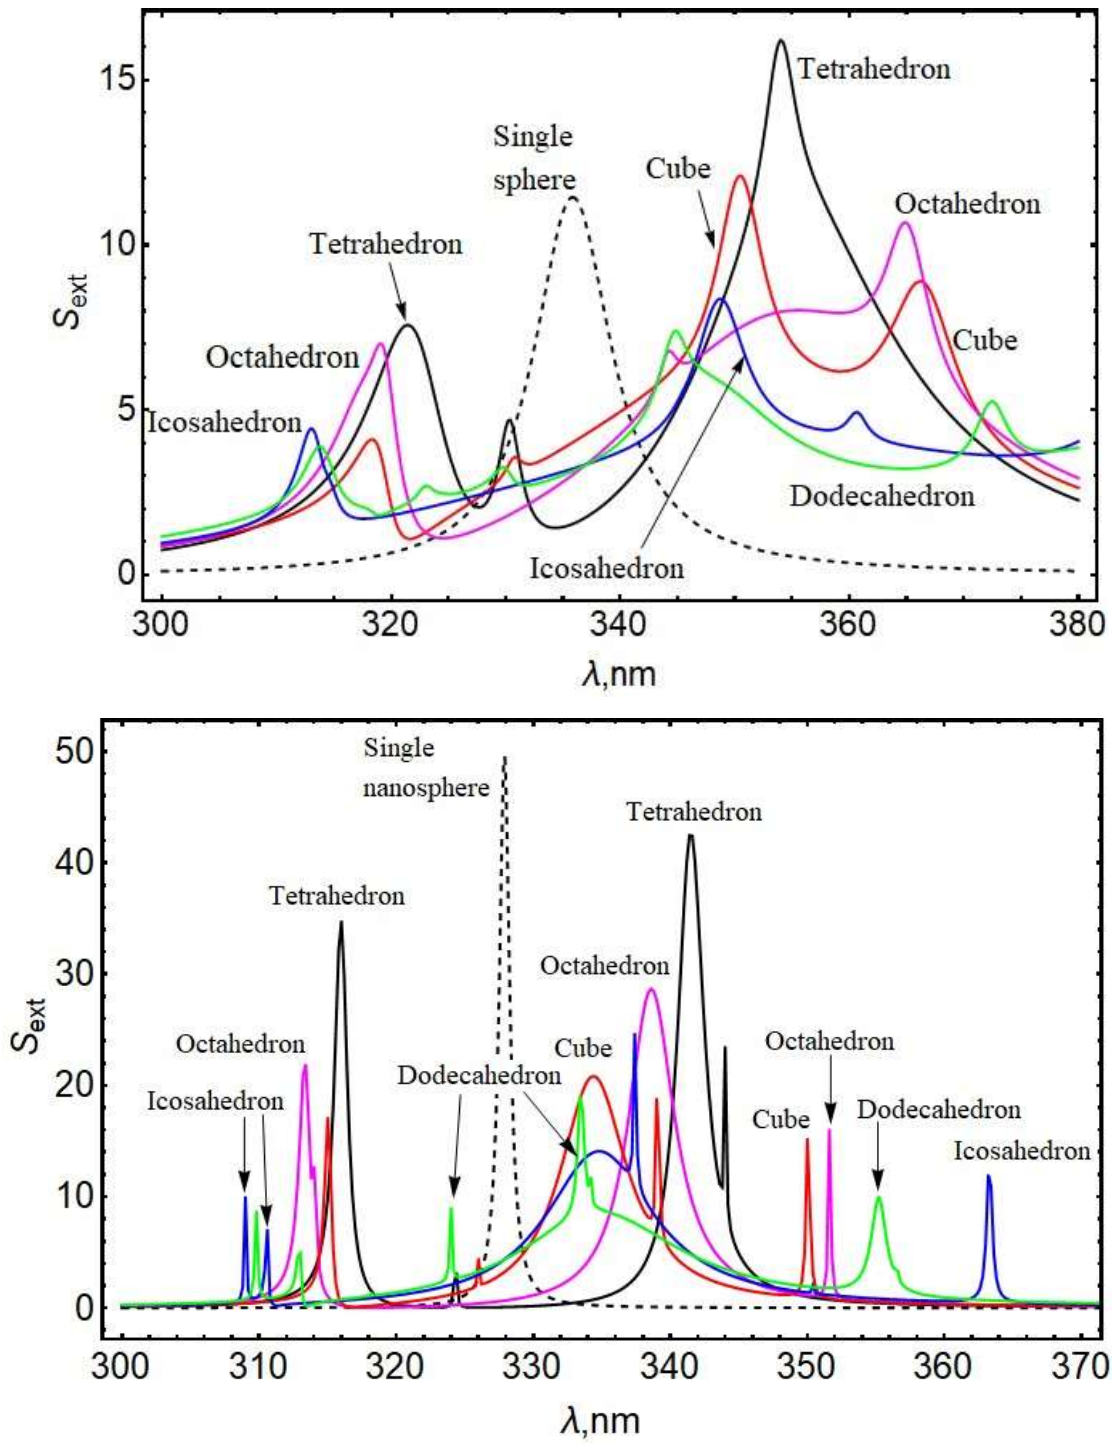 Tetrahedron
Single
sphere
Cube
Octahedron
Tetrahedron
Octahedron
Cube
Icosahedron
Dodecahedron
Icosahedron
15
10
5
0
S_ext
300
320
340
360
380
λ,nm
Single
nanosphere
Tetrahedron
Tetrahedron
Octahedron
Octahedron
Cube
Octahedron
Dodecahedron
Icosahedron
Cube
Dodecahedron
Icosahedron
50
40
30
20
10
0
S_ext
300
310
320
330
340
350
360
370
λ,nm